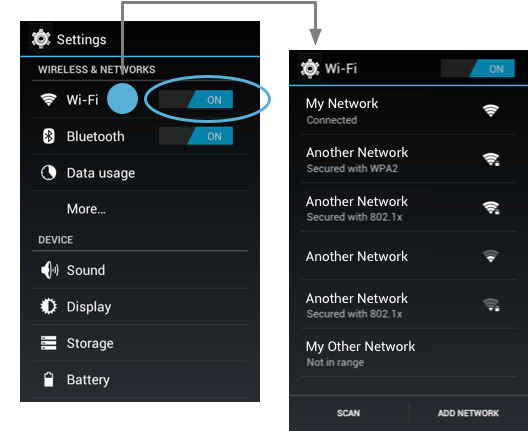 Settings
WIRELESS & NETWORKS
Wi-Fi ON
Bluetooth ON
Data usage
More...
DEVICE
Sound
Display
Storage
Battery
Wi-Fi ON
My Network
Connected
Another Network
Secured with WPA2
Another Network
Secured with 802.1x
Another Network
Another Network
Secured with 802.1x
My Other Network
Not in range
SCAN ADD NETWORK